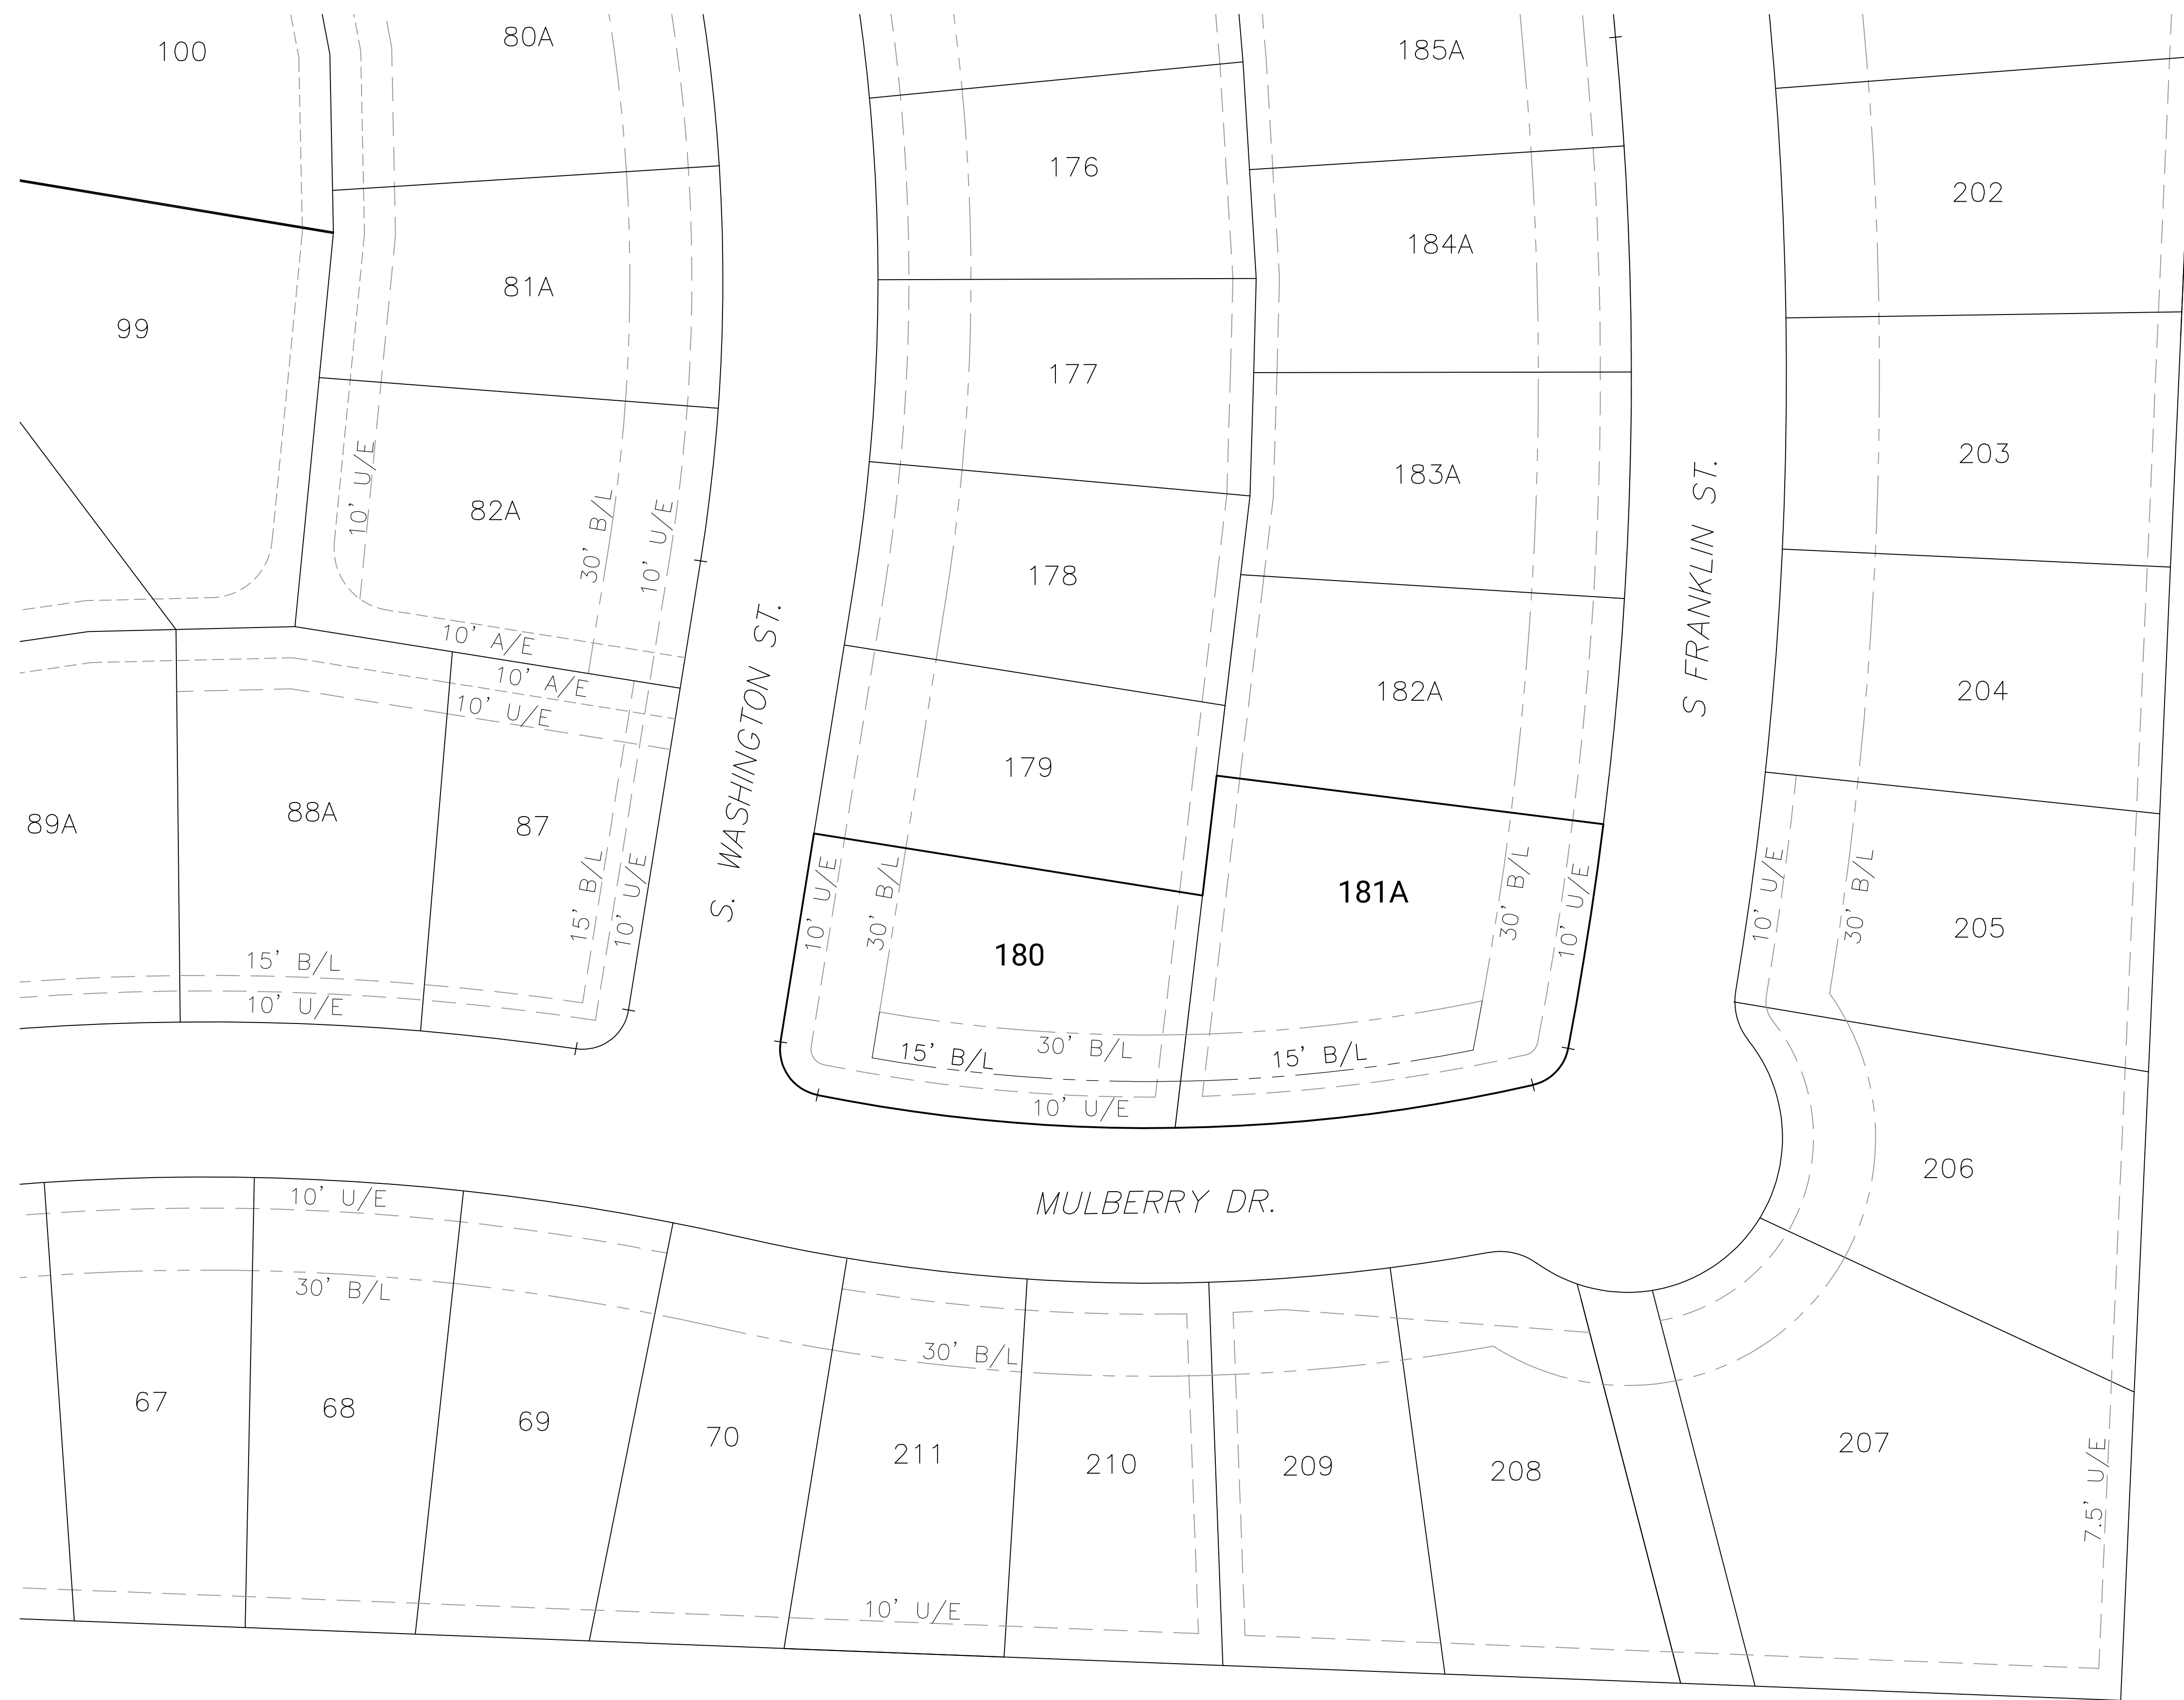 100
80A
185A
176
202
184A
81A
99
177
203
183A
10' U/E
82A
30' B/L
10' U/E
178
S FRANKLIN ST.
10' A/E
10' A/E
10' U/E
182A
204
S. WASHINGTON ST.
179
89A
88A
87
15' B/L
10' U/E
10' U/E
30' B/L
181A
30' B/L
10' U/E
10' U/E
30' B/L
205
180
15' B/L
10' U/E
15' B/L
30' B/L
15' B/L
10' U/E
206
10' U/E
MULBERRY DR.
30' B/L
30' B/L
67
68
69
70
211
210
209
208
207
7.5' U/E
10' U/E